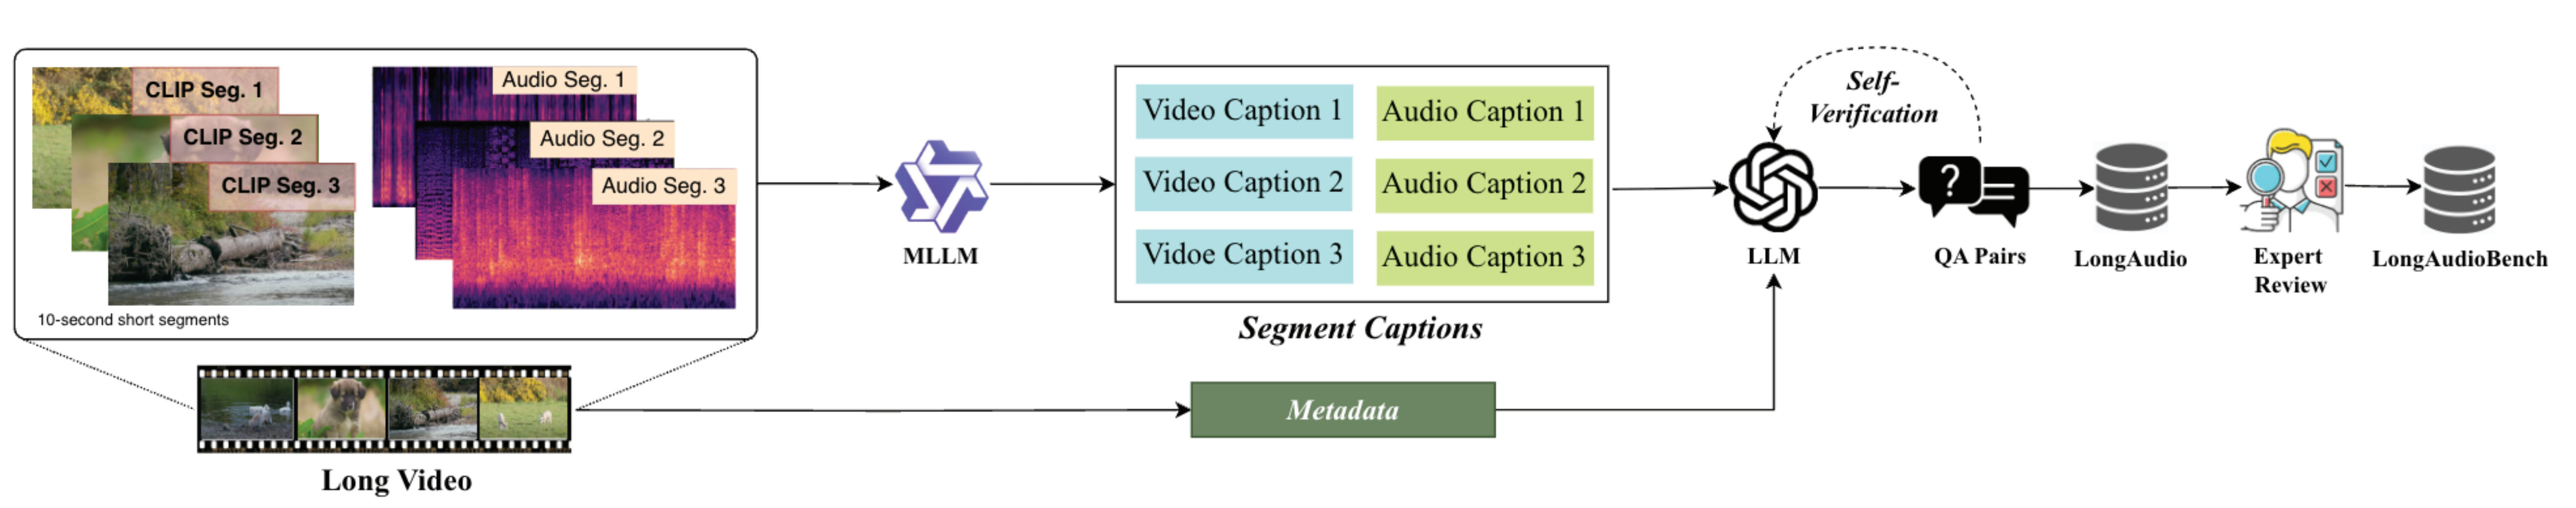 CLIP Seg. 1
CLIP Seg. 2
CLIP Seg. 3
Audio Seg. 1
Audio Seg. 2
Audio Seg. 3
10-second short segments
Long Video
MLLM
Video Caption 1
Audio Caption 1
Video Caption 2
Audio Caption 2
Vidoe Caption 3
Audio Caption 3
Segment Captions
Metadata
Self-
Verification
LLM
?
QA Pairs
LongAudio
Expert
Review
LongAudioBench